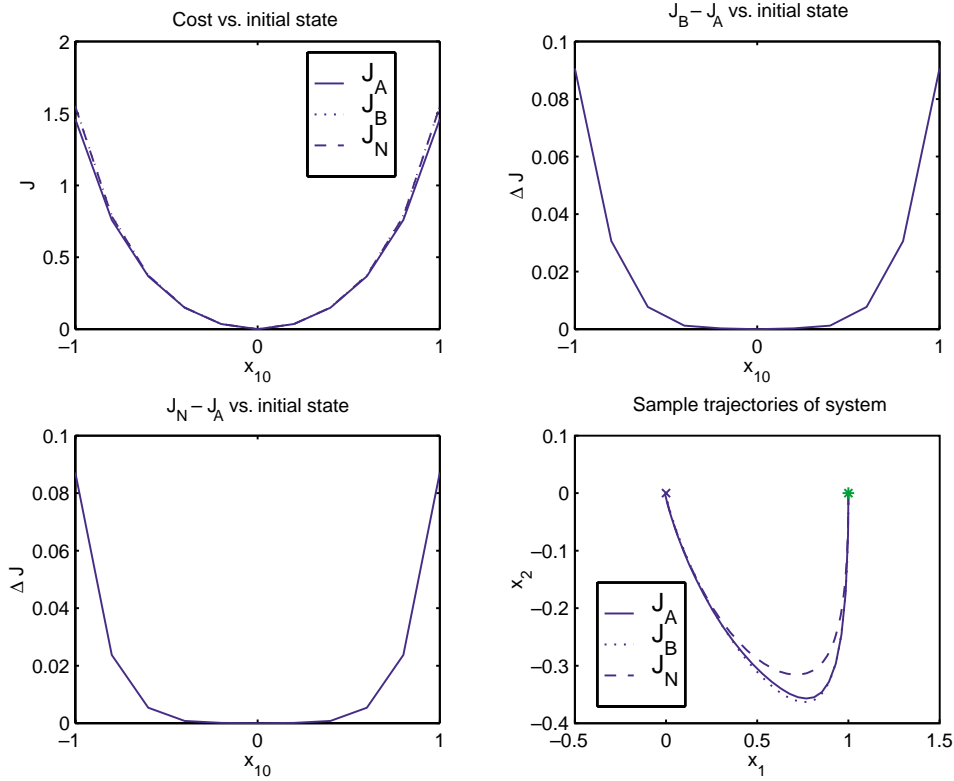 Cost vs. initial state
2
1.5
1
0.5
0
−1
0
1
J
x_10
J_A
J_B
J_N
J_B − J_A vs. initial state
0.1
0.08
0.06
0.04
0.02
0
−1
0
1
Δ J
x_10
J_N − J_A vs. initial state
0.1
0.08
0.06
0.04
0.02
0
−1
0
1
Δ J
x_10
Sample trajectories of system
0.1
0
−0.1
−0.2
−0.3
−0.4
−0.5
0
0.5
1
1.5
x_2
x_1
J_A
J_B
J_N